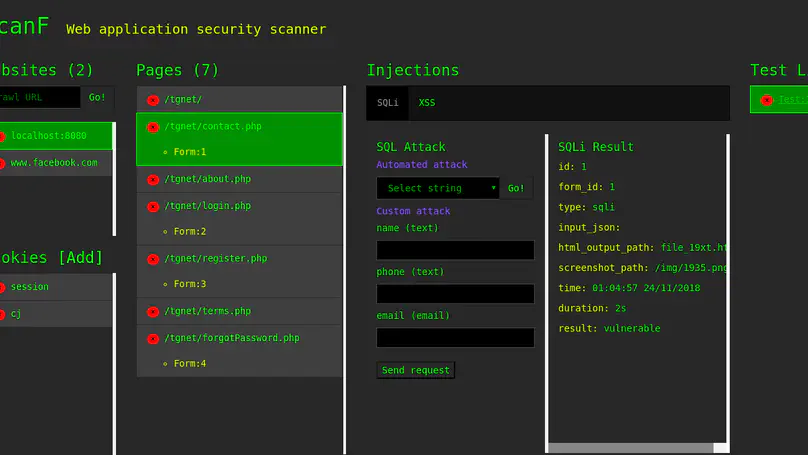 canF Web application security scanner
bsites (2)
rawl URL Go!
localhost:8080
www.facebook.com
okies [Add]
session
cj
Pages (7)
/tgnet/
/tgnet/contact.php
Form:1
/tgnet/about.php
/tgnet/login.php
Form:2
/tgnet/register.php
Form:3
/tgnet/terms.php
/tgnet/forgotPassword.php
Form:4
Injections
SQLi XSS
SQL Attack
Automated attack
Select string Go!
Custom attack
name (text)
phone (text)
email (email)
Send request
SQLi Result
id: 1
form_id: 1
type: sqli
input_json:
html_output_path: file_19xt.ht
screenshot_path: /img/1935.png
time: 01:04:57 24/11/2018
duration: 2s
result: vulnerable
Test L
Test: